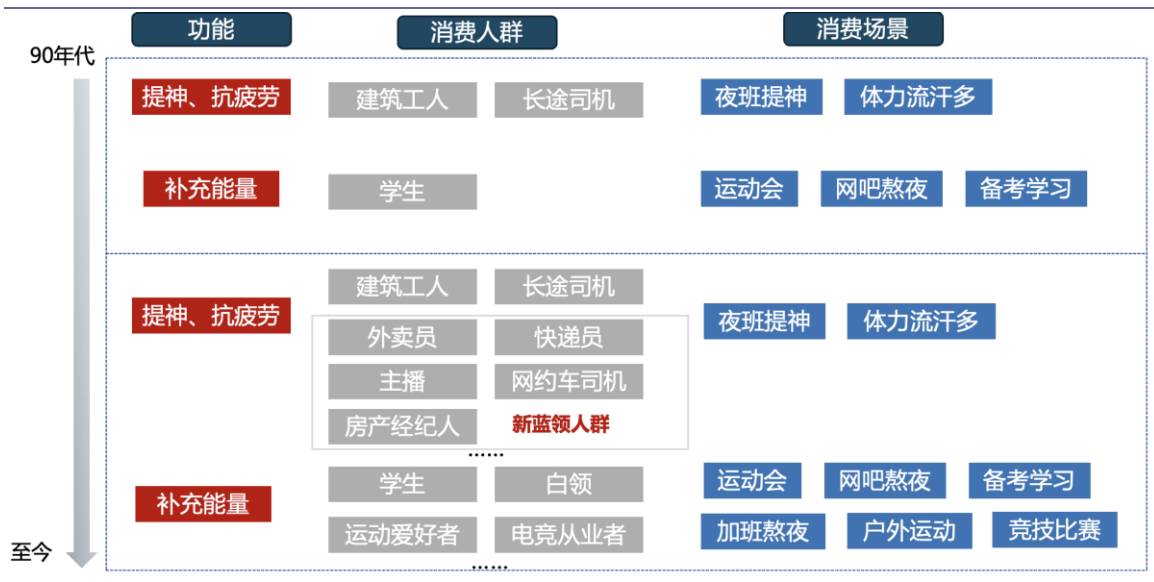 功能 消费人群 消费场景
90年代
提神、抗疲劳 建筑工人 长途司机 夜班提神 体力流汗多
补充能量 学生 运动会 网吧熬夜 备考学习
建筑工人 长途司机
提神、抗疲劳 夜班提神 体力流汗多
外卖员 快递员
主播 网约车司机
房产经纪人 新蓝领人群
……
学生 白领 运动会 网吧熬夜 备考学习
补充能量
运动爱好者 电竞从业者 加班熬夜 户外运动 竞技比赛
至今
……